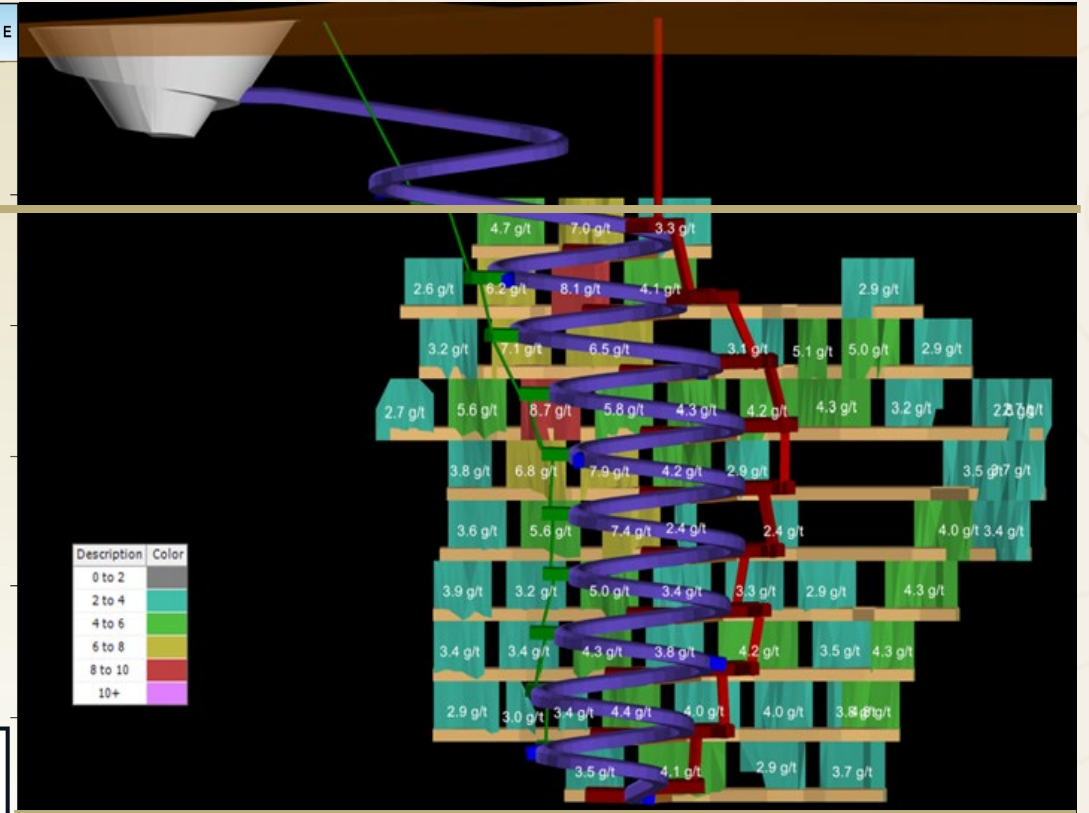 E
4.7 g/t 7.0 g/t 3.3 g/t
2.6 g/t 6.2 g/t 8.1 g/t 4.1 g/t 2.9 g/t
3.2 g/t 7.1 g/t 6.5 g/t 3.1 g/t 5.1 g/t 5.0 g/t 2.9 g/t
2.7 g/t 5.6 g/t 8.7 g/t 5.8 g/t 4.3 g/t 4.2 g/t 4.3 g/t 3.2 g/t
3.8 g/t 6.8 g/t 7.9 g/t 4.2 g/t 2.9 g/t
3.6 g/t 5.6 g/t 7.4 g/t 2.4 g/t 2.4 g/t 4.0 g/t 3.4 g/t
3.9 g/t 3.2 g/t 5.0 g/t 3.4 g/t 3.3 g/t 2.9 g/t 4.3 g/t
3.4 g/t 3.4 g/t 4.3 g/t 3.8 g/t 4.2 g/t 3.5 g/t 4.3 g/t
2.9 g/t 3.0 g/t 3.4 g/t 4.4 g/t 4.0 g/t 4.0 g/t
3.5 g/t 4.1 g/t 2.9 g/t 3.7 g/t
Description Color
0 to 2
2 to 4
4 to 6
6 to 8
8 to 10
10+